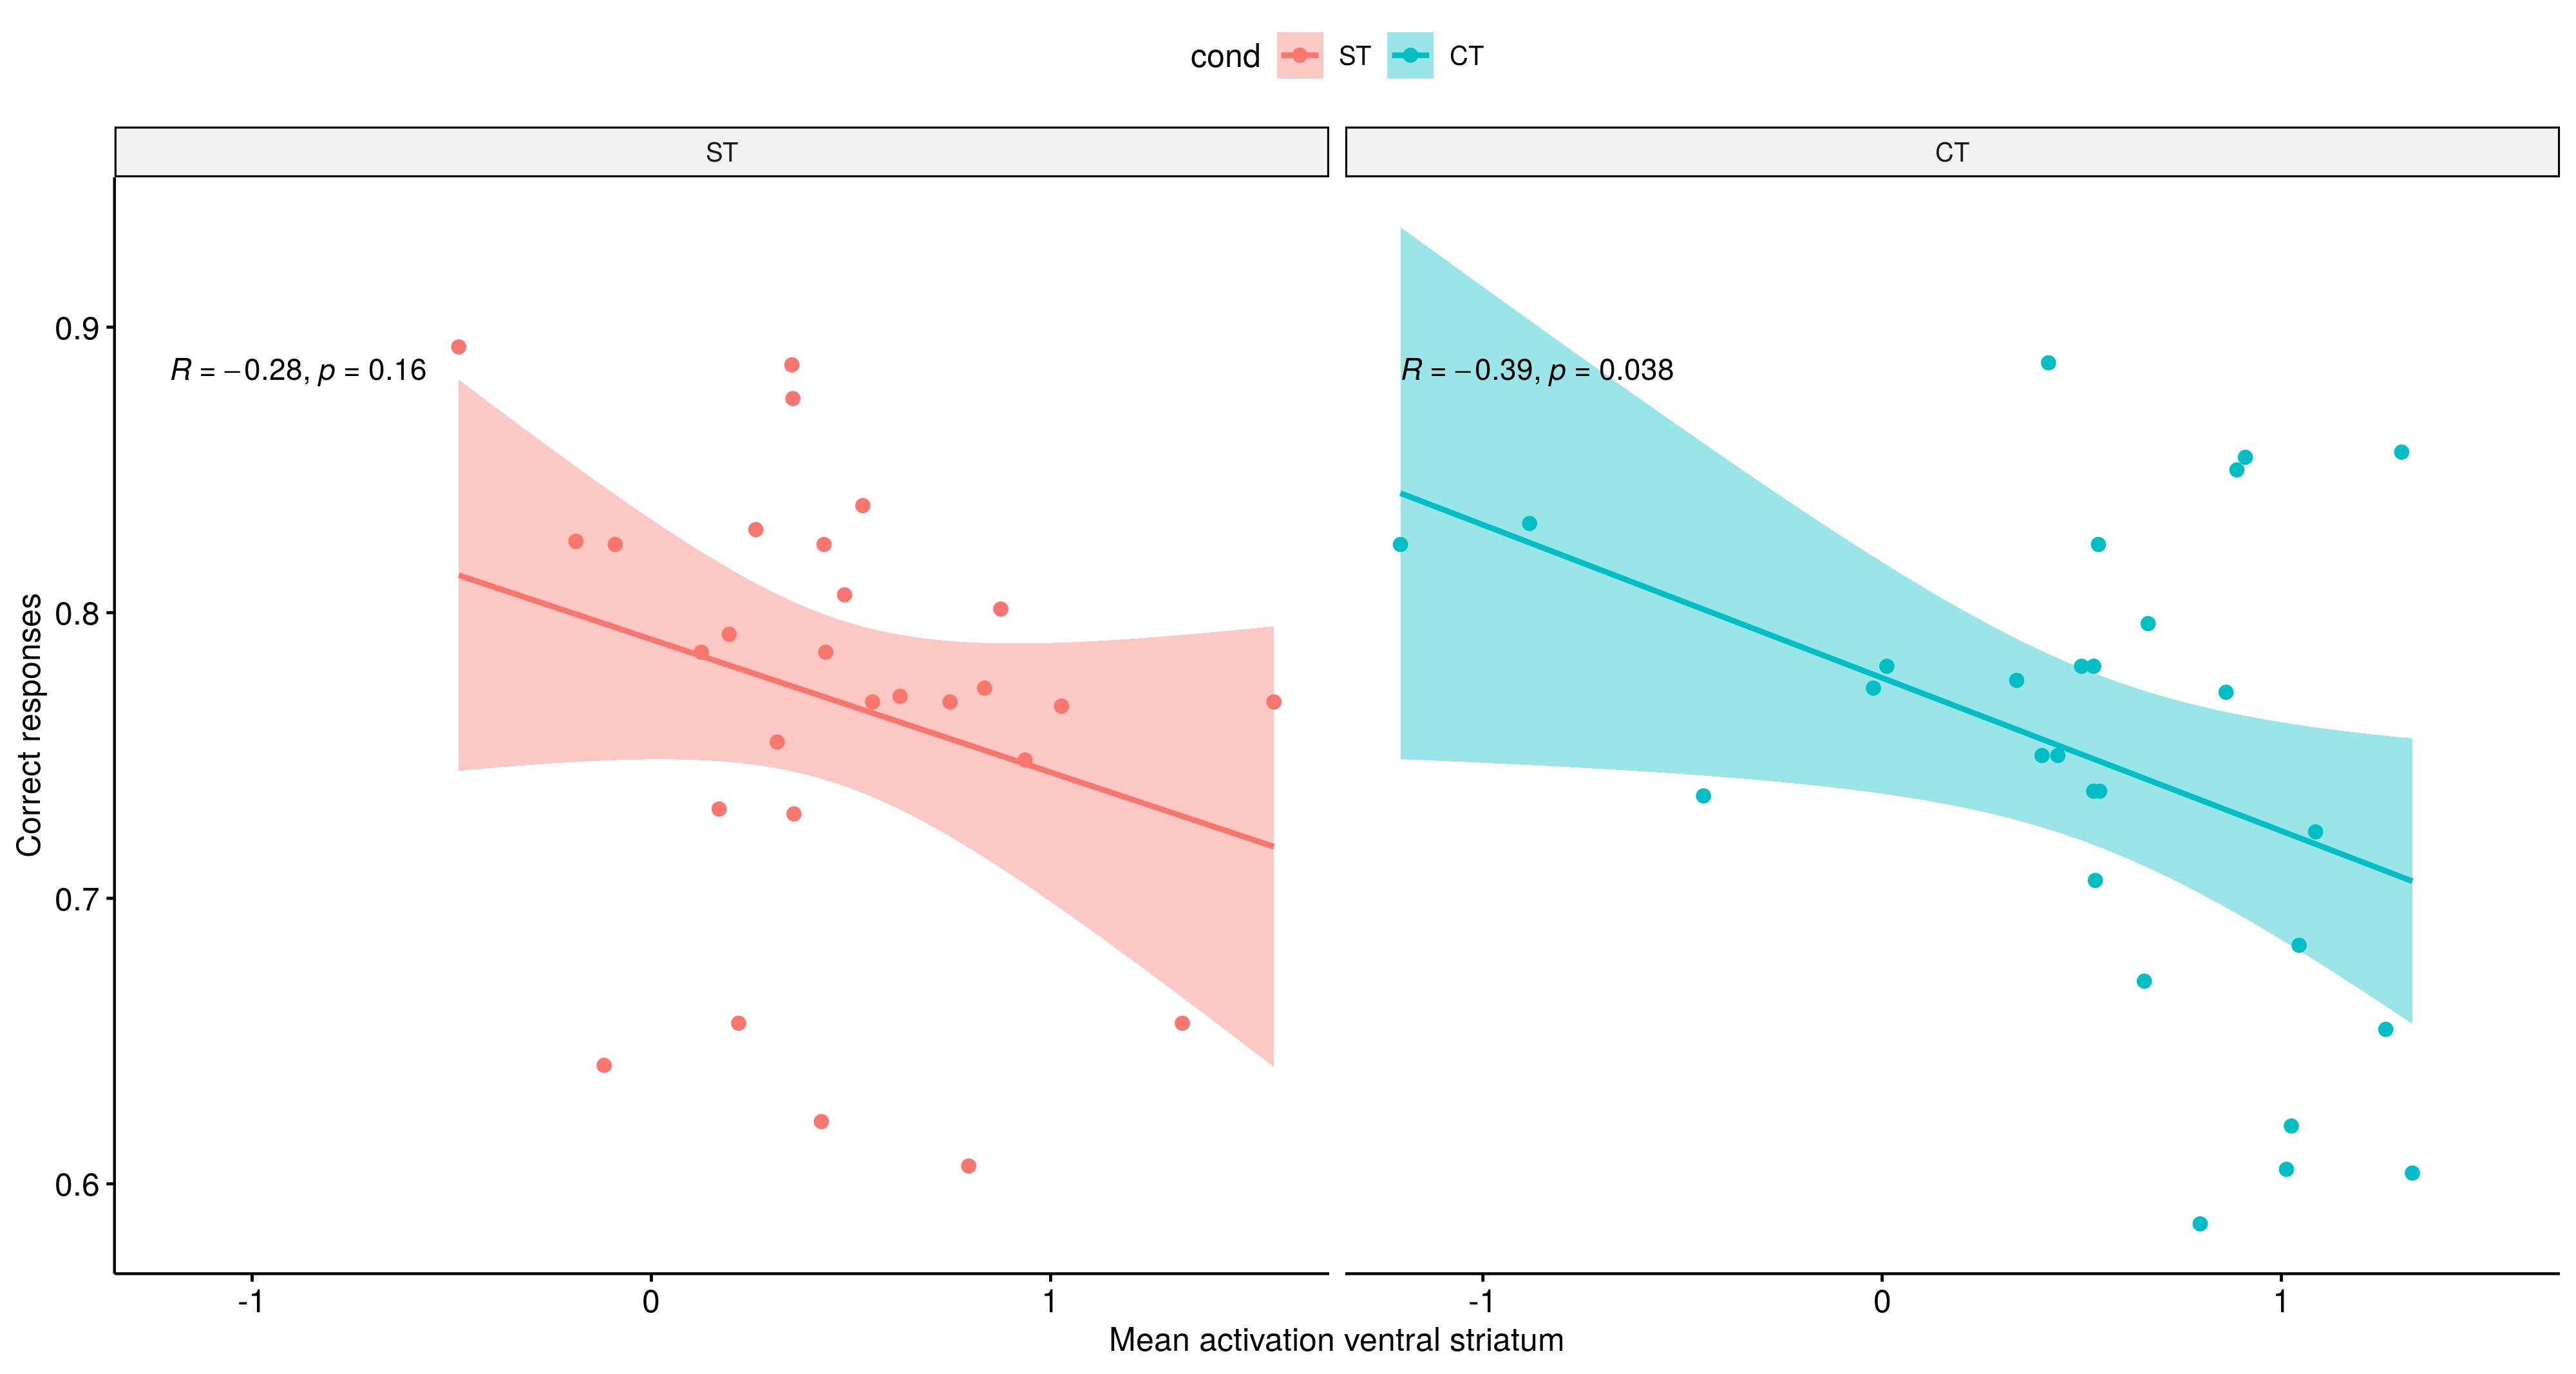 cond ST CT
ST CT
R = −0.28, p = 0.16 R = −0.39, p = 0.038
Correct responses
0.9
0.8
0.7
0.6
-1 0 1 -1 0 1
Mean activation ventral striatum